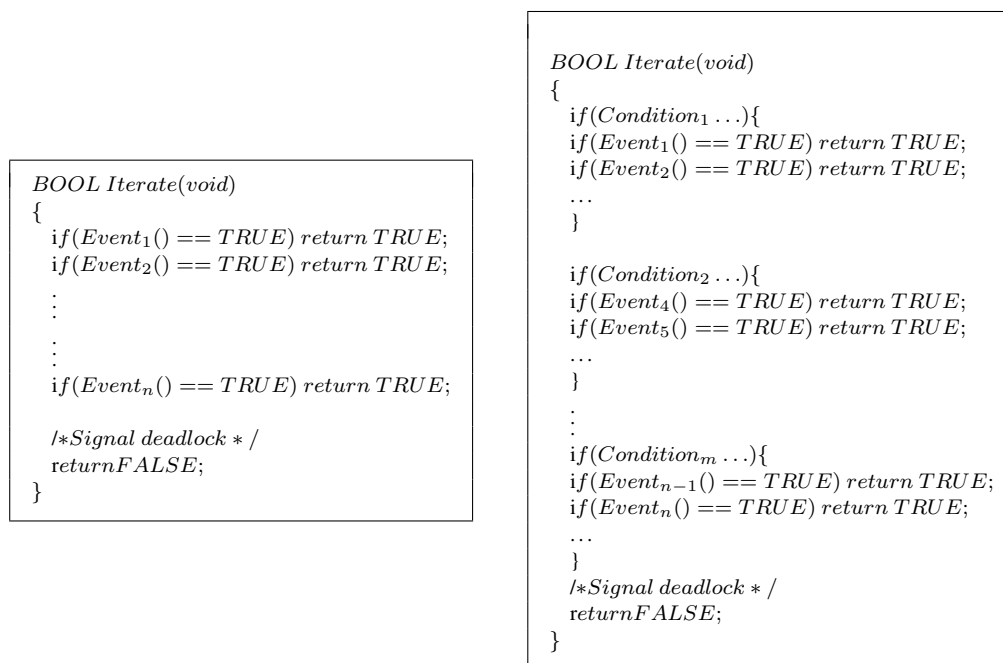 BOOL Iterate(void)
{
if(Event₁() == TRUE) return TRUE;
if(Event₂() == TRUE) return TRUE;
.
:
.
:
if(Eventₙ() == TRUE) return TRUE;
/*Signal deadlock * /
returnFALSE;
}
BOOL Iterate(void)
{
if(Condition₁ ...){
if(Event₁() == TRUE) return TRUE;
if(Event₂() == TRUE) return TRUE;
...
}
if(Condition₂ ...){
if(Event₄() == TRUE) return TRUE;
if(Event₅() == TRUE) return TRUE;
...
}
.
:
if(Conditionₘ ...){
if(Eventₙ₋₁() == TRUE) return TRUE;
if(Eventₙ() == TRUE) return TRUE;
...
}
/*Signal deadlock * /
returnFALSE;
}